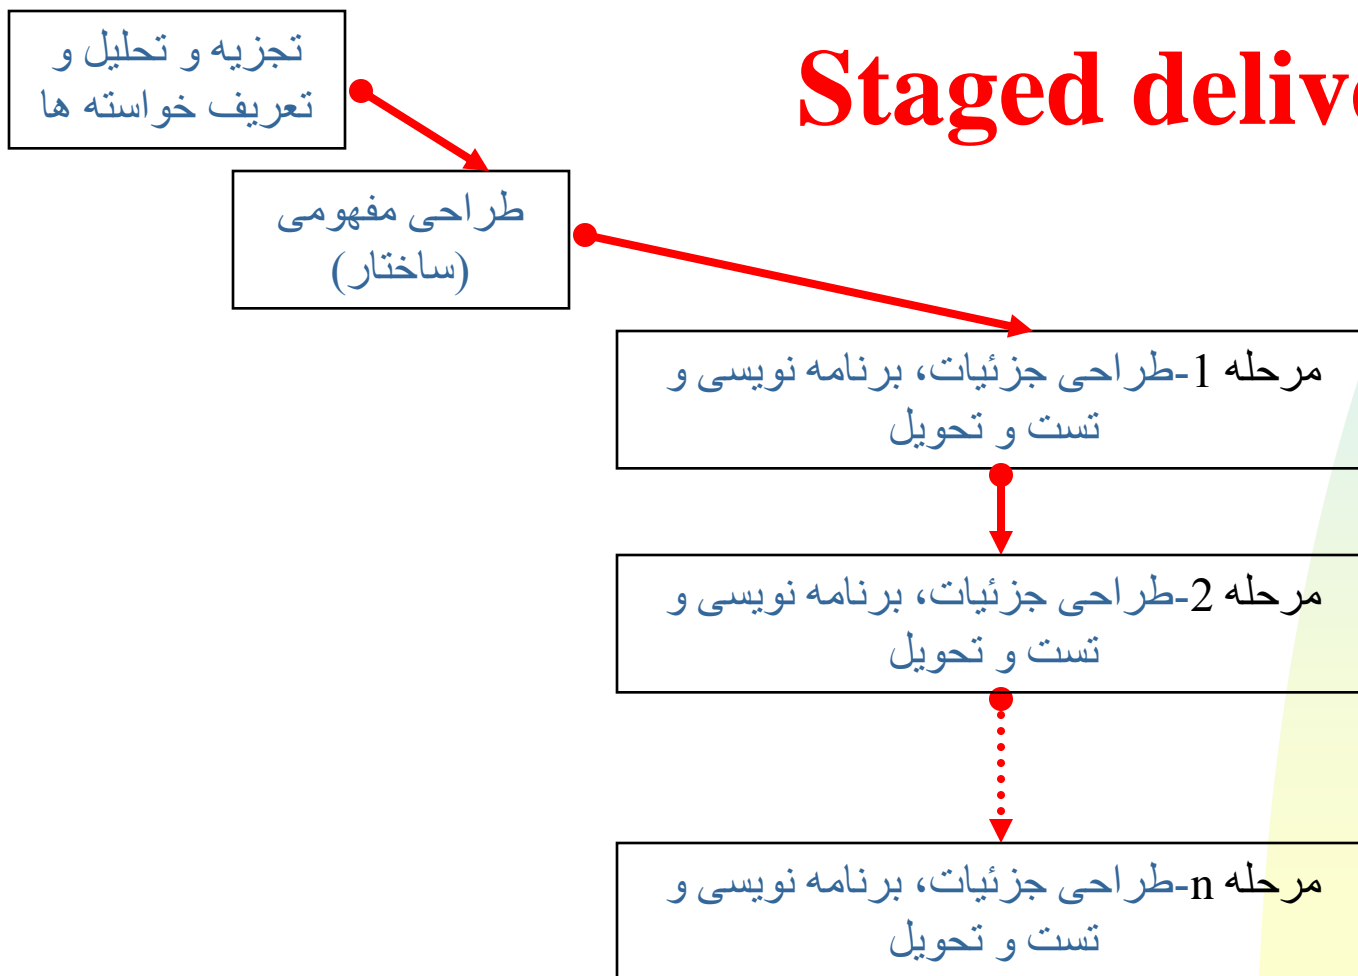 Staged delive
تجزیه و تحلیل و
تعریف خواسته ها
طراحی مفهومی
(ساختار)
مرحله 1-طراحی جزئیات، برنامه نویسی و
تست و تحویل
مرحله 2-طراحی جزئیات، برنامه نویسی و
تست و تحویل
مرحله n-طراحی جزئیات، برنامه نویسی و
تست و تحویل